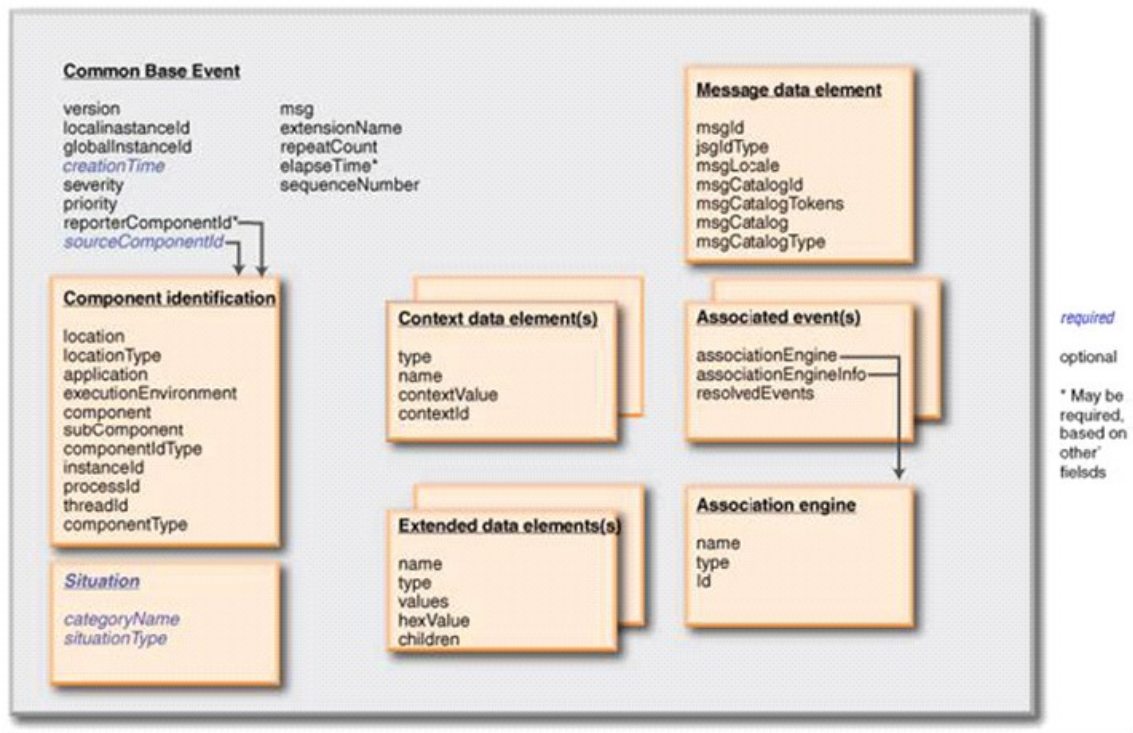 Common Base Event
version
localinastanceId
globalInstanceId
creationTime
severity
priority
reporterComponentId*
sourceComponentId
msg
extensionName
repeatCount
elapseTime*
sequenceNumber
Message data element
msgId
jsgIdType
msgLocale
msgCatalogId
msgCatalogTokens
msgCatalog
msgCatalogType
Component identification
location
locationType
application
executionEnvironment
component
subComponent
componentIdType
instanceId
processId
threadId
componentType
Context data element(s)
type
name
contextValue
contextId
Associated event(s)
associationEngine
associationEngineInfo
resolvedEvents
required
optional
* May be
required,
based on
other'
fielsds
Situation
categoryName
situationType
Extended data elements(s)
name
type
values
hexValue
children
Association engine
name
type
Id